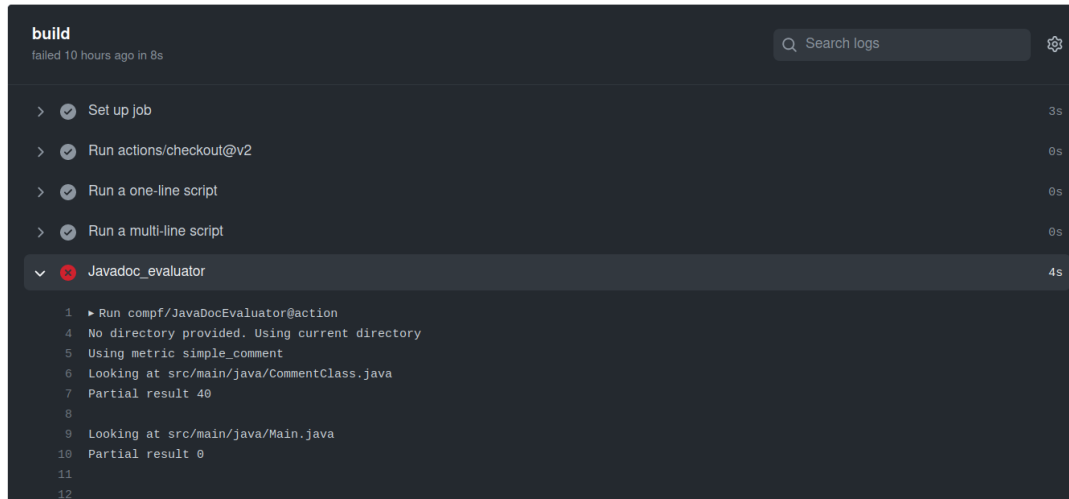 build
failed 10 hours ago in 8s
Search logs
Set up job 3s
Run actions/checkout@v2 0s
Run a one-line script 0s
Run a multi-line script 0s
Javadoc_evaluator 4s
1 ▸ Run compf/JavaDocEvaluator@action
4 No directory provided. Using current directory
5 Using metric simple_comment
6 Looking at src/main/java/CommentClass.java
7 Partial result 40
8
9 Looking at src/main/java/Main.java
10 Partial result 0
11
12